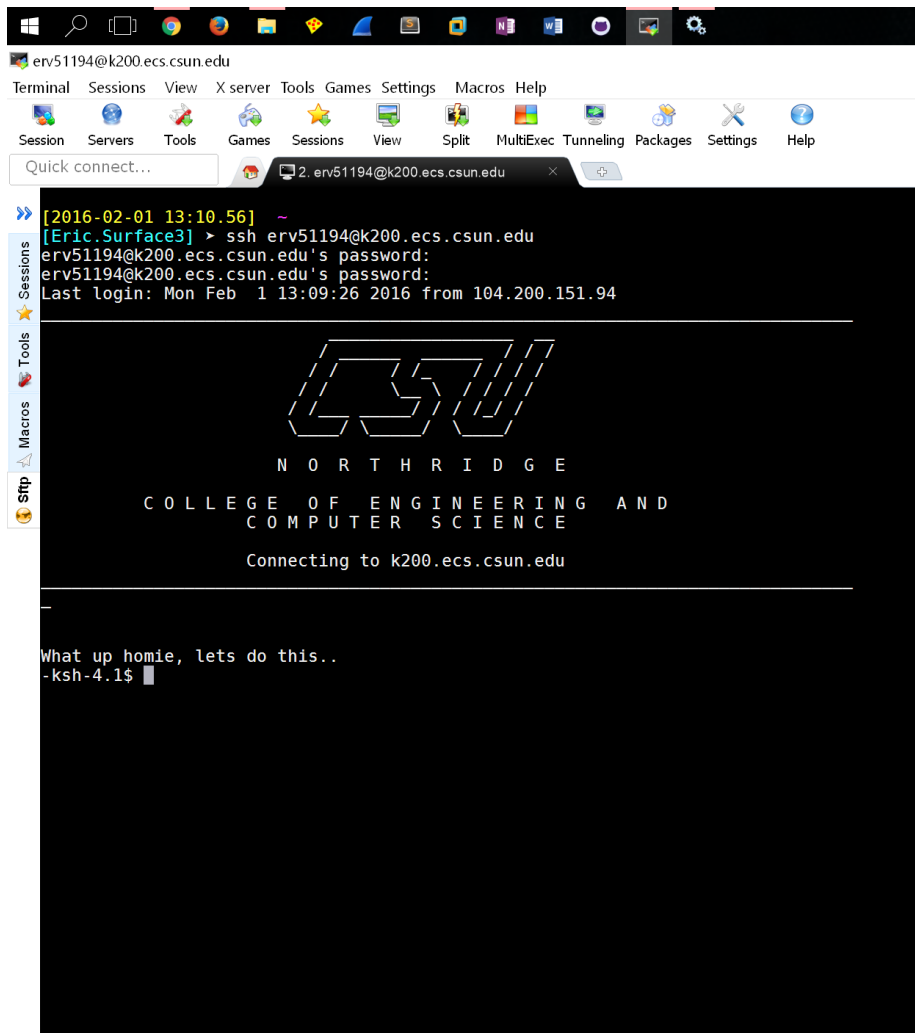 erv51194@k200.ecs.csun.edu
Terminal Sessions View X server Tools Games Settings Macros Help
Session Servers Tools Games Sessions View Split MultiExec Tunneling Packages Settings Help
Quick connect...
2. erv51194@k200.ecs.csun.edu
Sessions
Tools
Macros
Sftp
[2016-02-01 13:10.56] ~
[Eric.Surface3] ➤ ssh erv51194@k200.ecs.csun.edu
erv51194@k200.ecs.csun.edu's password:
erv51194@k200.ecs.csun.edu's password:
Last login: Mon Feb  1 13:09:26 2016 from 104.200.151.94
CSU
N O R T H R I D G E
C O L L E G E   O F   E N G I N E E R I N G   A N D
C O M P U T E R   S C I E N C E
Connecting to k200.ecs.csun.edu
What up homie, lets do this..
-ksh-4.1$